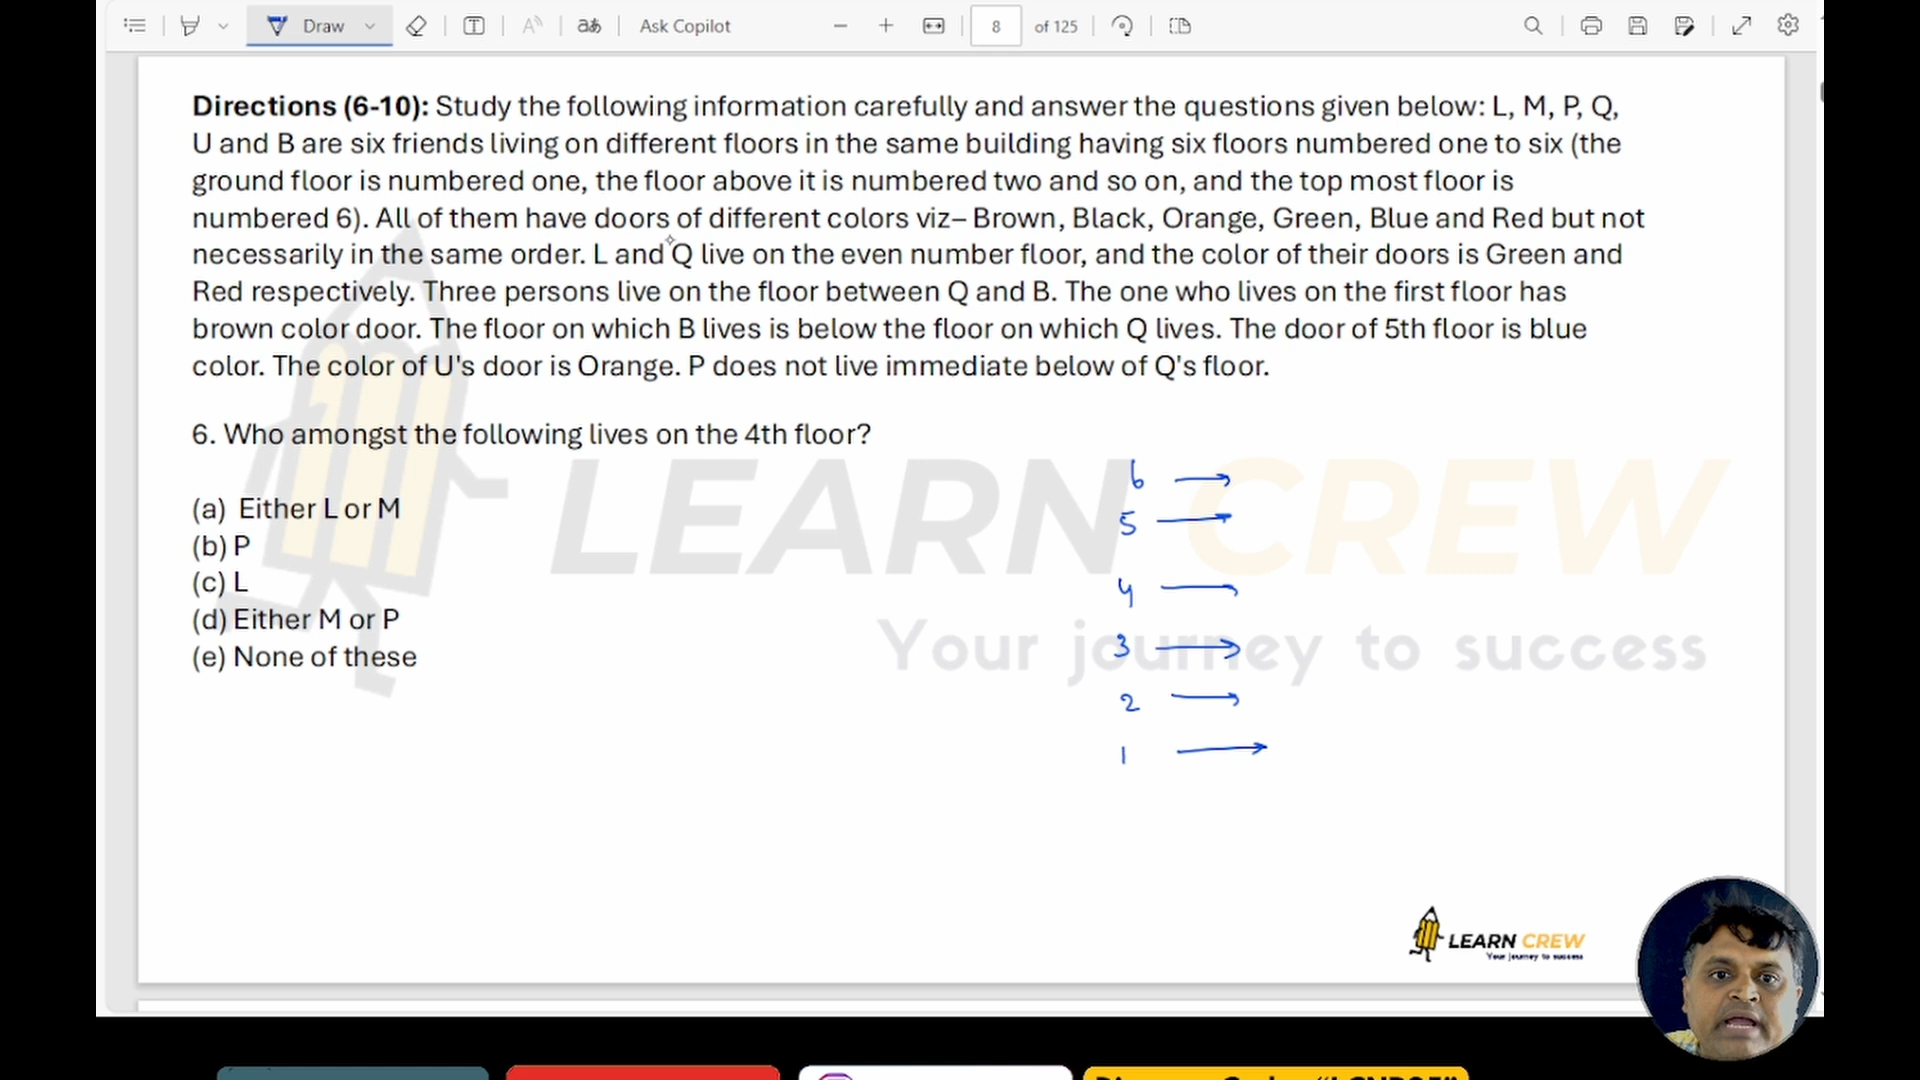 Draw
Ask Copilot
8 of 125
Directions (6-10): Study the following information carefully and answer the questions given below: L, M, P, Q,
U and B are six friends living on different floors in the same building having six floors numbered one to six (the
ground floor is numbered one, the floor above it is numbered two and so on, and the top most floor is
numbered 6). All of them have doors of different colors viz– Brown, Black, Orange, Green, Blue and Red but not
necessarily in the same order. L and Q live on the even number floor, and the color of their doors is Green and
Red respectively. Three persons live on the floor between Q and B. The one who lives on the first floor has
brown color door. The floor on which B lives is below the floor on which Q lives. The door of 5th floor is blue
color. The color of U's door is Orange. P does not live immediate below of Q's floor.
6. Who amongst the following lives on the 4th floor?
(a) Either L or M
(b) P
(c) L
(d) Either M or P
(e) None of these
6
5
4
3
2
1
LEARN CREW
Your journey to success
LEARN CREW
Your journey to success